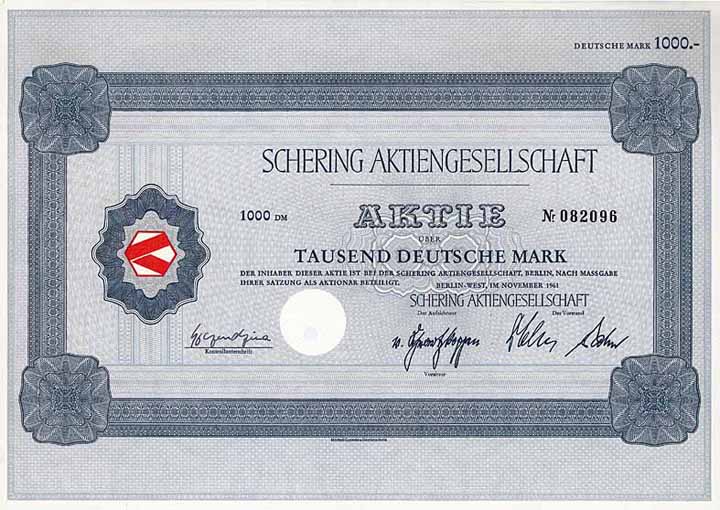 DEUTSCHE MARK 1000.-
SCHERING AKTIENGESELLSCHAFT
1000 DM AKTIE Nr. 082096
ÜBER
TAUSEND DEUTSCHE MARK
DER INHABER DIESER AKTIE IST BEI DER SCHERING AKTIENGESELLSCHAFT, BERLIN, NACH MASSGABE
IHRER SATZUNG ALS AKTIONÄR BETEILIGT.
BERLIN-WEST, IM NOVEMBER 1961
SCHERING AKTIENGESELLSCHAFT
Der Aufsichtsrat Der Vorstand
Kontrollunterschrift
Vorsitzer